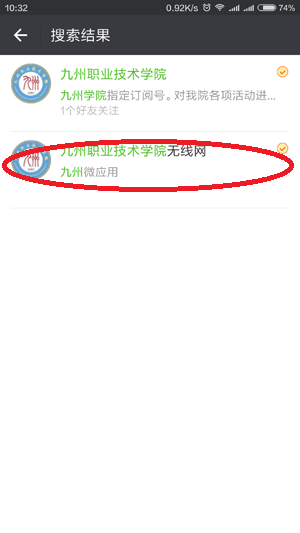 10:32 0.92K/s 74%
搜索结果
九州职业技术学院
九州学院指定订阅号。对我院各项活动进...
1个好友关注
九州职业技术学院无线网
九州微应用